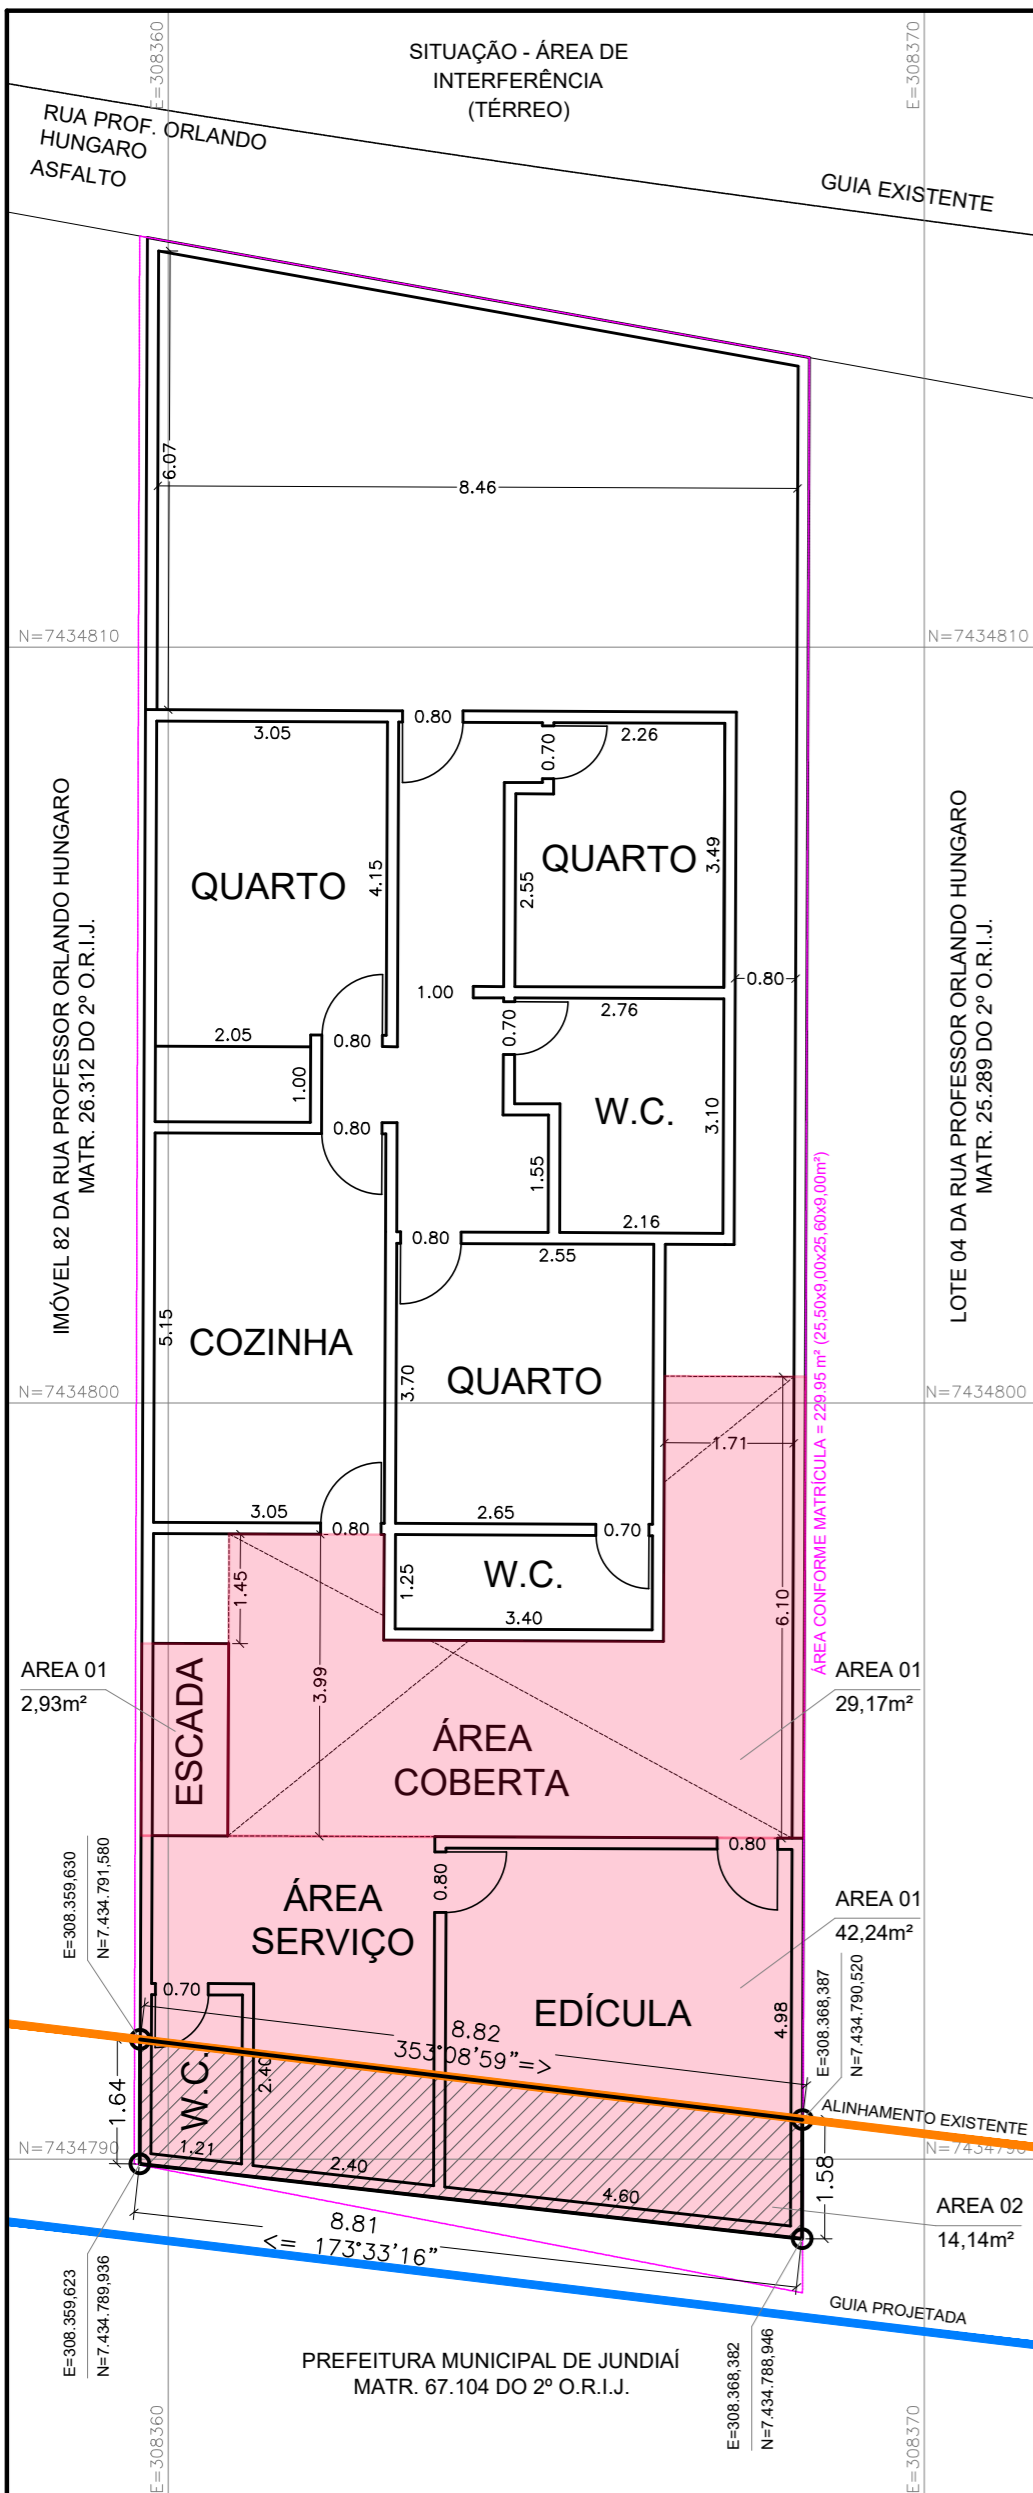 E=308360
SITUAÇÃO - ÁREA DE
INTERFERÊNCIA
(TÉRREO)
E=308370
RUA PROF. ORLANDO
HUNGARO
ASFALTO
GUIA EXISTENTE
6.07
8.46
N=7434810
N=7434810
0.80
3.05
0.70
2.26
IMÓVEL 82 DA RUA PROFESSOR ORLANDO HUNGARO
MATR. 26.312 DO 2º O.R.I.J.
QUARTO
4.15
2.55
QUARTO
3.49
LOTE 04 DA RUA PROFESSOR ORLANDO HUNGARO
MATR. 25.289 DO 2º O.R.I.J.
0.80
1.00
2.76
0.70
2.05
0.80
1.00
W.C.
3.10
0.80
1.55
2.16
0.80
2.55
ÁREA CONFORME MATRÍCULA = 229.95 m² (25,50x9,00x25,60x9,00m²)
5.15
COZINHA
3.70
QUARTO
N=7434800
N=7434800
1.71
3.05
0.80
2.65
0.70
1.45
1.25
W.C.
3.40
6.10
AREA 01
2,93m²
ESCADA
3.99
ÁREA
COBERTA
AREA 01
29,17m²
0.80
0.80
E=308.359,630
N=7.434.791,580
ÁREA
SERVIÇO
AREA 01
42,24m²
0.70
EDÍCULA
4.98
E=308.368,387
N=7.434.790,520
8.82
353°08'59"=>
1.64
W.C.
2.40
ALINHAMENTO EXISTENTE
N=7434790
N=7434790
1.21
2.40
4.60
1.58
AREA 02
14,14m²
8.81
<= 173°33'16"
E=308.359,623
N=7.434.789,936
GUIA PROJETADA
PREFEITURA MUNICIPAL DE JUNDIAÍ
MATR. 67.104 DO 2º O.R.I.J.
E=308.368,382
N=7.434.788,946
E=308360
E=308370